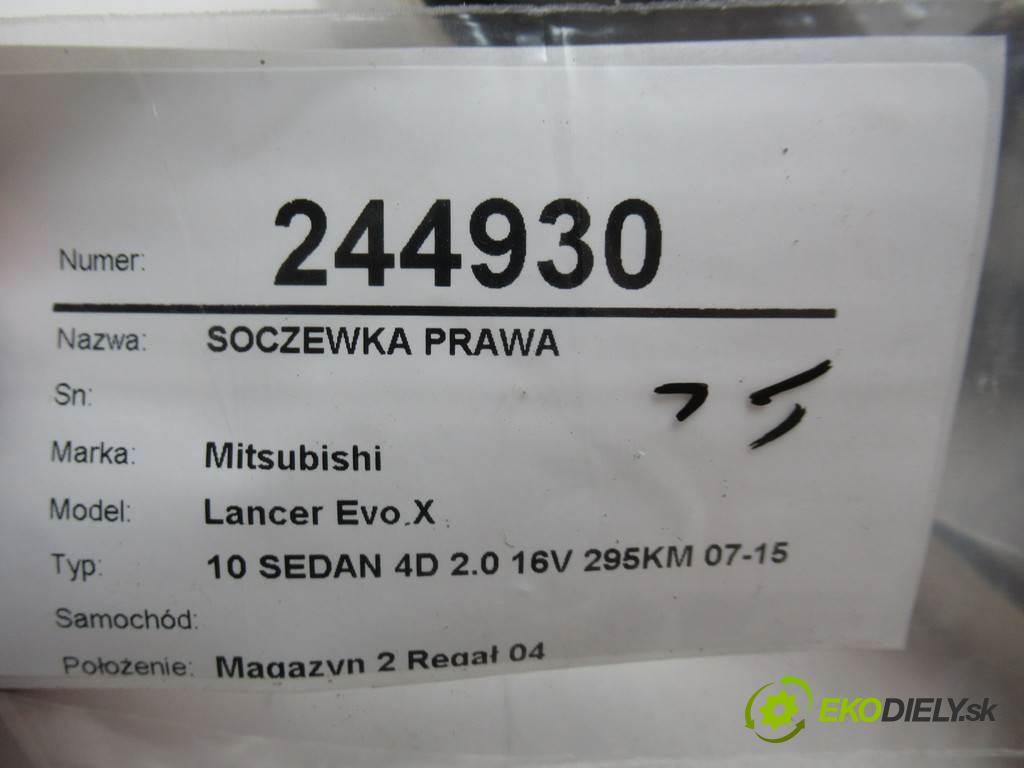 Numer: 244930
Nazwa: SOCZEWKA PRAWA
Sn:
Marka: Mitsubishi
Model: Lancer Evo X
Typ: 10 SEDAN 4D 2.0 16V 295KM 07-15
Samochód:
Położenie: Magazyn 2 Regał 04
EKODIELY.sk